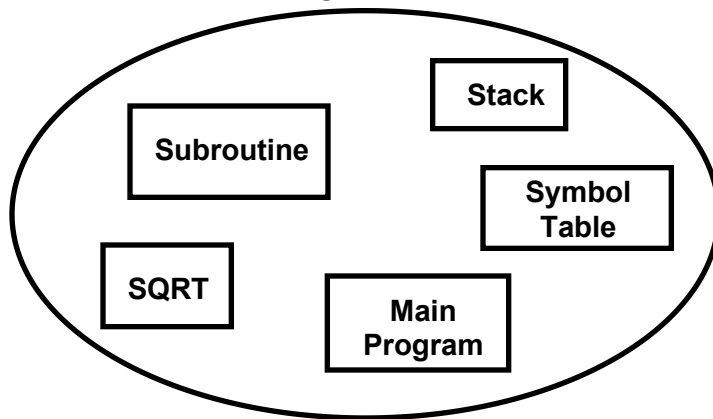 Stack
Subroutine
Symbol
Table
SQRT
Main
Program